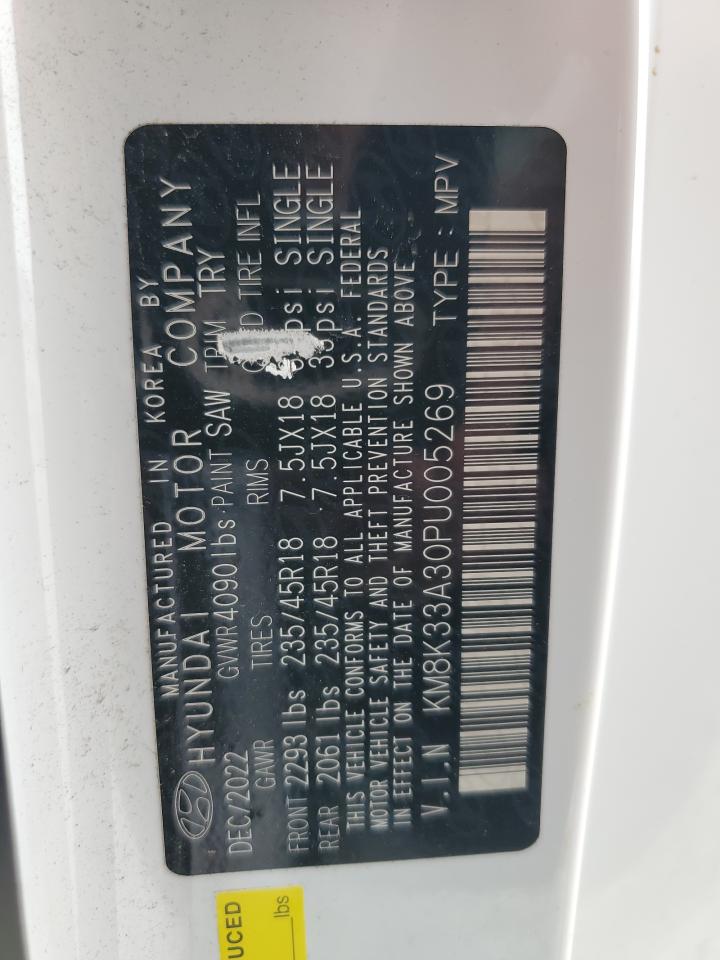 MANUFACTURED IN KOREA BY
HYUNDAI MOTOR COMPANY
DEC/2022 GVWR 4090 lbs PAINT SAW TRIM TRY
GAWR TIRES RIMS TIRE INFL
FRONT 2293 lbs 235/45R18 7.5JX18 psi SINGLE
REAR 2061 lbs 235/45R18 7.5JX18 psi SINGLE
THIS VEHICLE CONFORMS TO ALL APPLICABLE U.S.A. FEDERAL
MOTOR VEHICLE SAFETY AND THEFT PREVENTION STANDARDS
IN EFFECT ON THE DATE OF MANUFACTURE SHOWN ABOVE
V.I.N KM8K33A30PU005269 TYPE : MPV
UCED
lbs